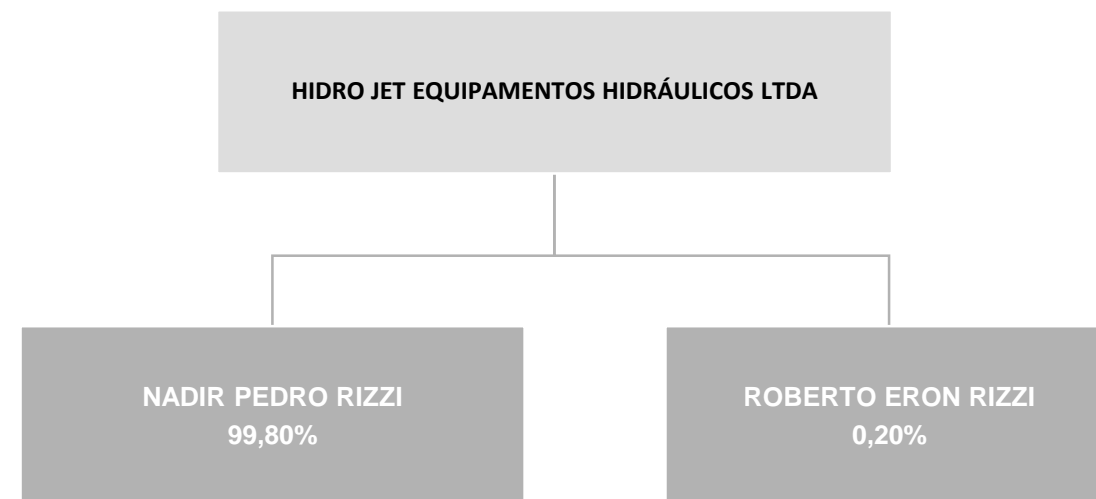 HIDRO JET EQUIPAMENTOS HIDRÁULICOS LTDA
NADIR PEDRO RIZZI
99,80%
ROBERTO ERON RIZZI
0,20%